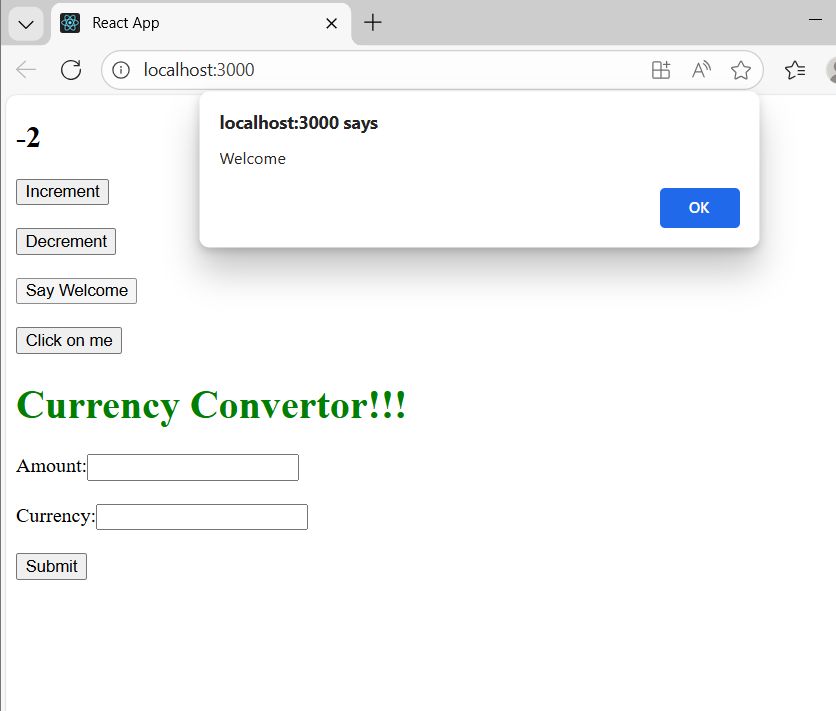 React App
localhost:3000
localhost:3000 says
Welcome
OK
-2
Increment
Decrement
Say Welcome
Click on me
Currency Convertor!!!
Amount:
Currency:
Submit